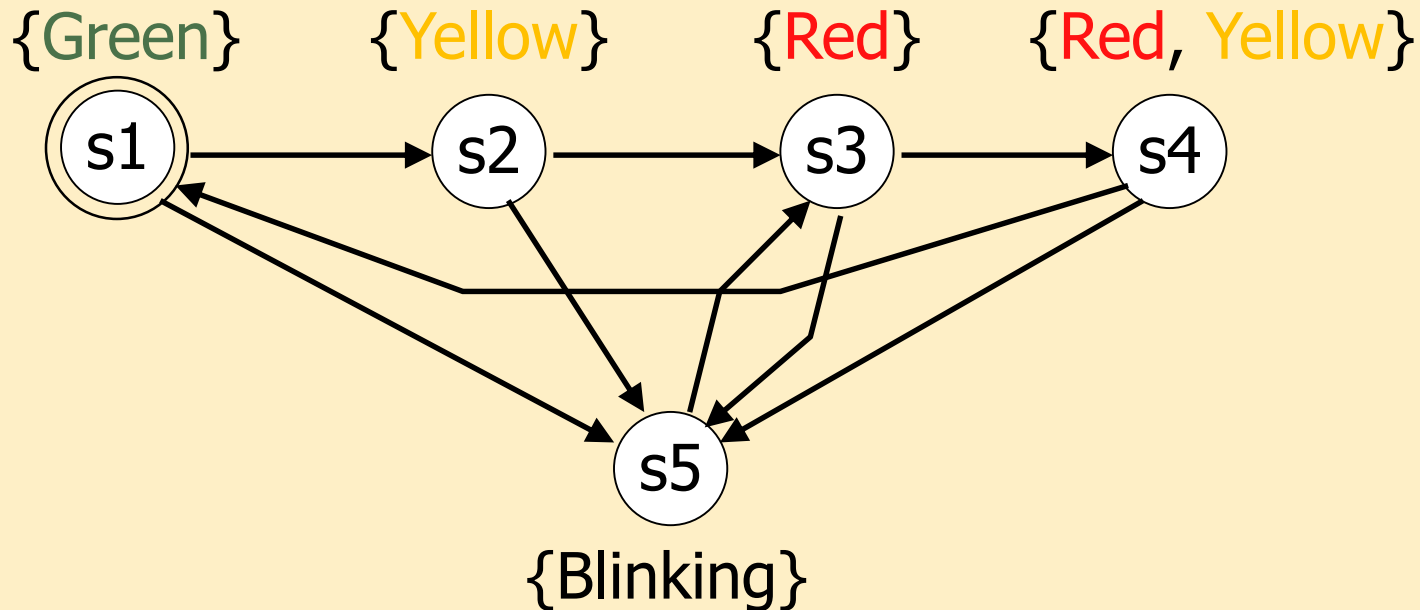 {Green} {Yellow} {Red} {Red, Yellow}
s1 s2 s3 s4
s5
{Blinking}